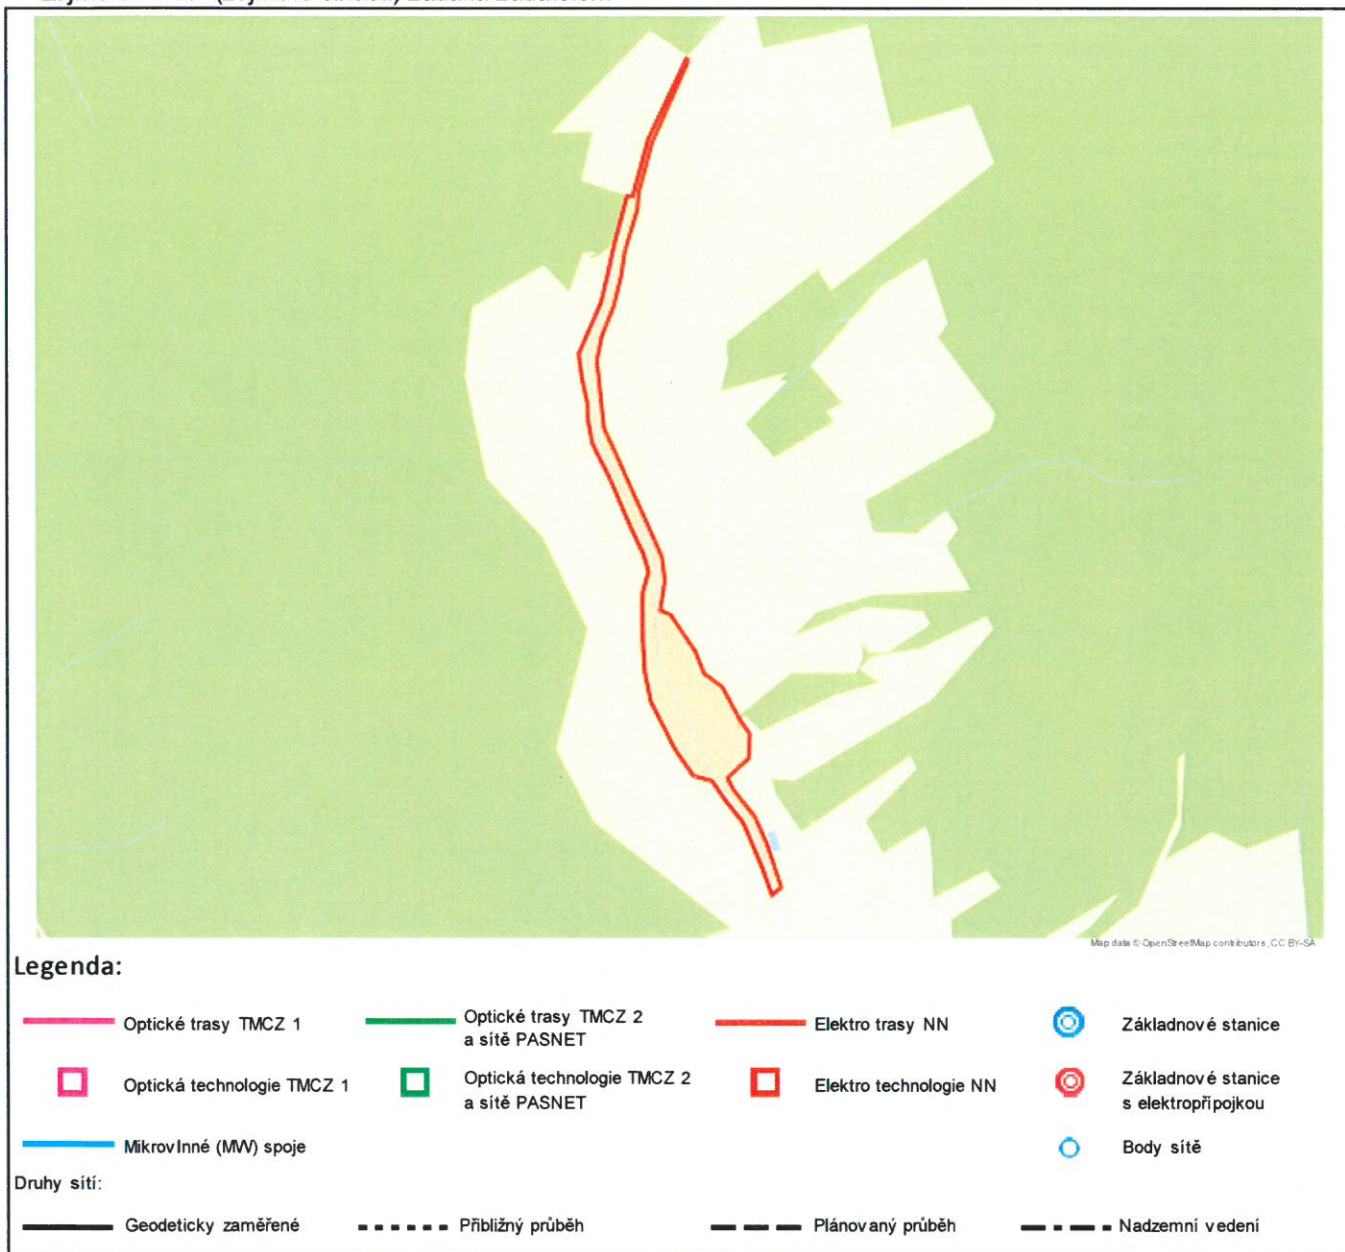 Map data © OpenStreetMap contributors, CC BY-SA
Legenda:
Optické trasy TMCZ 1
Optické trasy TMCZ 2
a sítě PASNET
Elektro trasy NN
Základnové stanice
Optická technologie TMCZ 1
Optická technologie TMCZ 2
a sítě PASNET
Elektro technologie NN
Základnové stanice
s elektropřípojkou
Mikrovlnné (MW) spoje
Body sítě
Druhy sítí:
Geodeticky zaměřené
Přibližný průběh
Plánovaný průběh
Nadzemní vedení